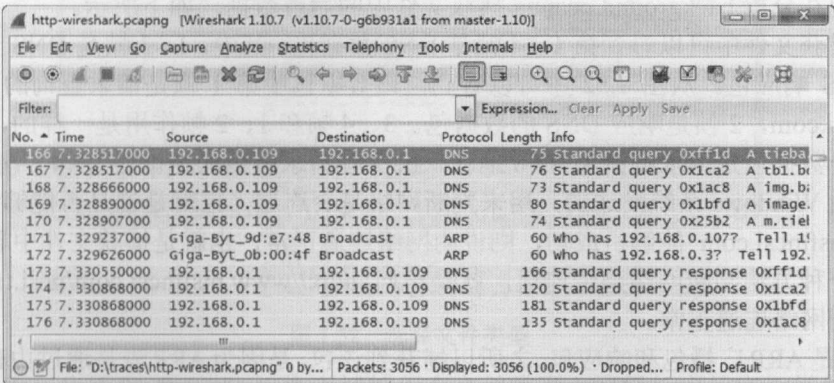 http-wireshark.pcapng [Wireshark 1.10.7 (v1.10.7-0-g6b931a1 from master-1.10)]
File Edit View Go Capture Analyze Statistics Telephony Tools Internals Help
Filter: Expression... Clear Apply Save
No. Time Source Destination Protocol Length Info
166 7.328517000 192.168.0.109 192.168.0.1 DNS 75 Standard query 0xff1d A tieba.
167 7.328517000 192.168.0.109 192.168.0.1 DNS 76 Standard query 0x1ca2 A tb1.bd
168 7.328666000 192.168.0.109 192.168.0.1 DNS 73 Standard query 0x1ac8 A img.ba
169 7.328890000 192.168.0.109 192.168.0.1 DNS 80 Standard query 0x1bfd A image.
170 7.328907000 192.168.0.109 192.168.0.1 DNS 74 Standard query 0x25b2 A m.tieb
171 7.329237000 Giga-Byt_9d:e7:48 Broadcast ARP 60 Who has 192.168.0.107? Tell 19
172 7.329626000 Giga-Byt_0b:00:4f Broadcast ARP 60 Who has 192.168.0.3? Tell 192.
173 7.330550000 192.168.0.1 192.168.0.109 DNS 166 Standard query response 0xff1d
174 7.330868000 192.168.0.1 192.168.0.109 DNS 120 Standard query response 0x1ca2
175 7.330868000 192.168.0.1 192.168.0.109 DNS 181 Standard query response 0x1bfd
176 7.330868000 192.168.0.1 192.168.0.109 DNS 135 Standard query response 0x1ac8
File: "D:\traces\http-wireshark.pcapng" 0 by... Packets: 3056 · Displayed: 3056 (100.0%) · Dropped... Profile: Default